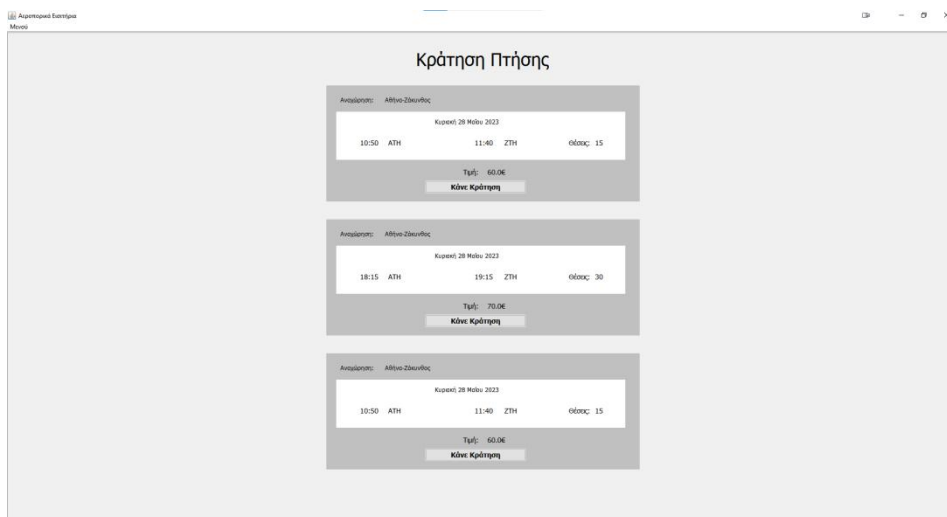 Αεροπορικά Εισιτήρια
Μενού
Κράτηση Πτήσης
Αναχώρηση: Αθήνα-Ζάκυνθος
Κυριακή 28 Μαΐου 2023
10:50 ATH 11:40 ZTH Θέσεις: 15
Τιμή: 60.0€
Κάνε Κράτηση
Αναχώρηση: Αθήνα-Ζάκυνθος
Κυριακή 28 Μαΐου 2023
18:15 ATH 19:15 ZTH Θέσεις: 30
Τιμή: 70.0€
Κάνε Κράτηση
Αναχώρηση: Αθήνα-Ζάκυνθος
Κυριακή 28 Μαΐου 2023
10:50 ATH 11:40 ZTH Θέσεις: 15
Τιμή: 60.0€
Κάνε Κράτηση